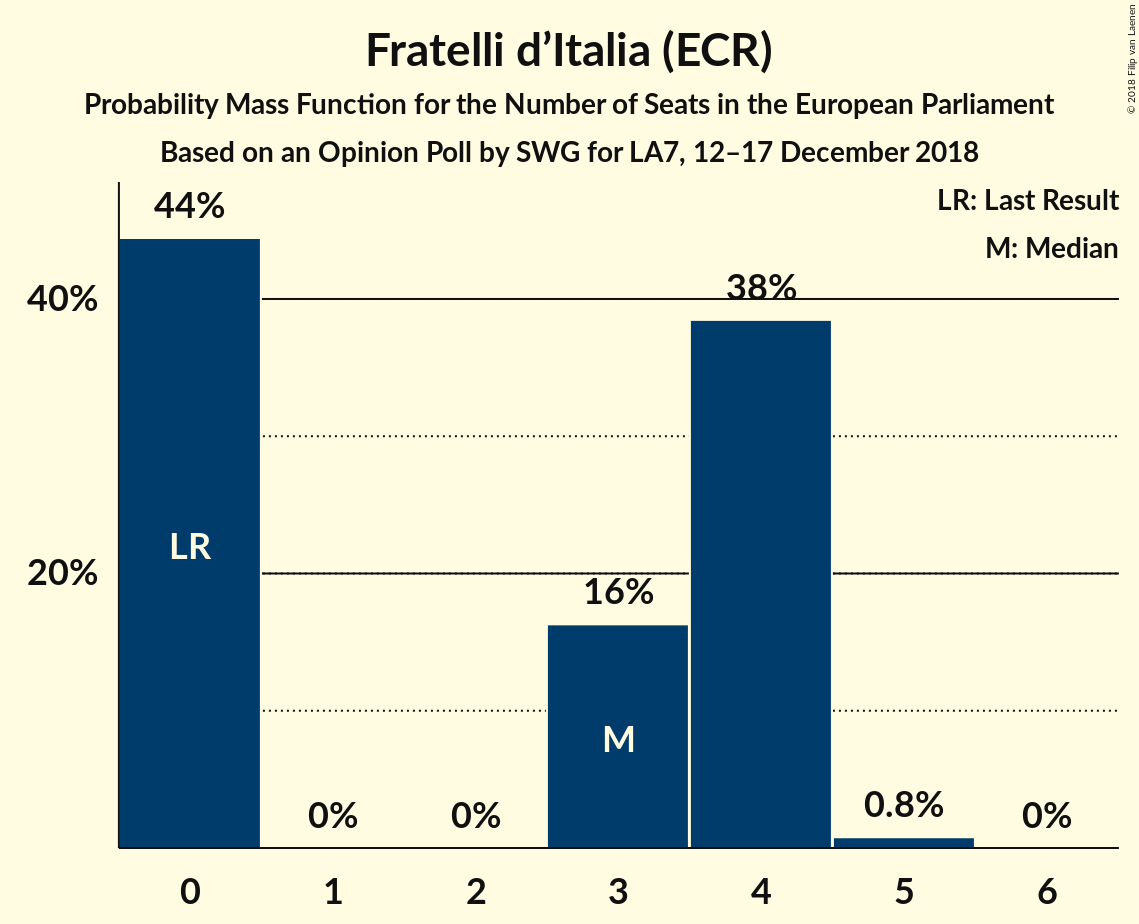 Fratelli d’Italia (ECR)
Probability Mass Function for the Number of Seats in the European Parliament
Based on an Opinion Poll by SWG for LA7, 12–17 December 2018
© 2018 Filip van Laenen
LR: Last Result
M: Median
44%
38%
40%
LR
20%
16%
M
0%
0%
0.8%
0%
0
1
2
3
4
5
6